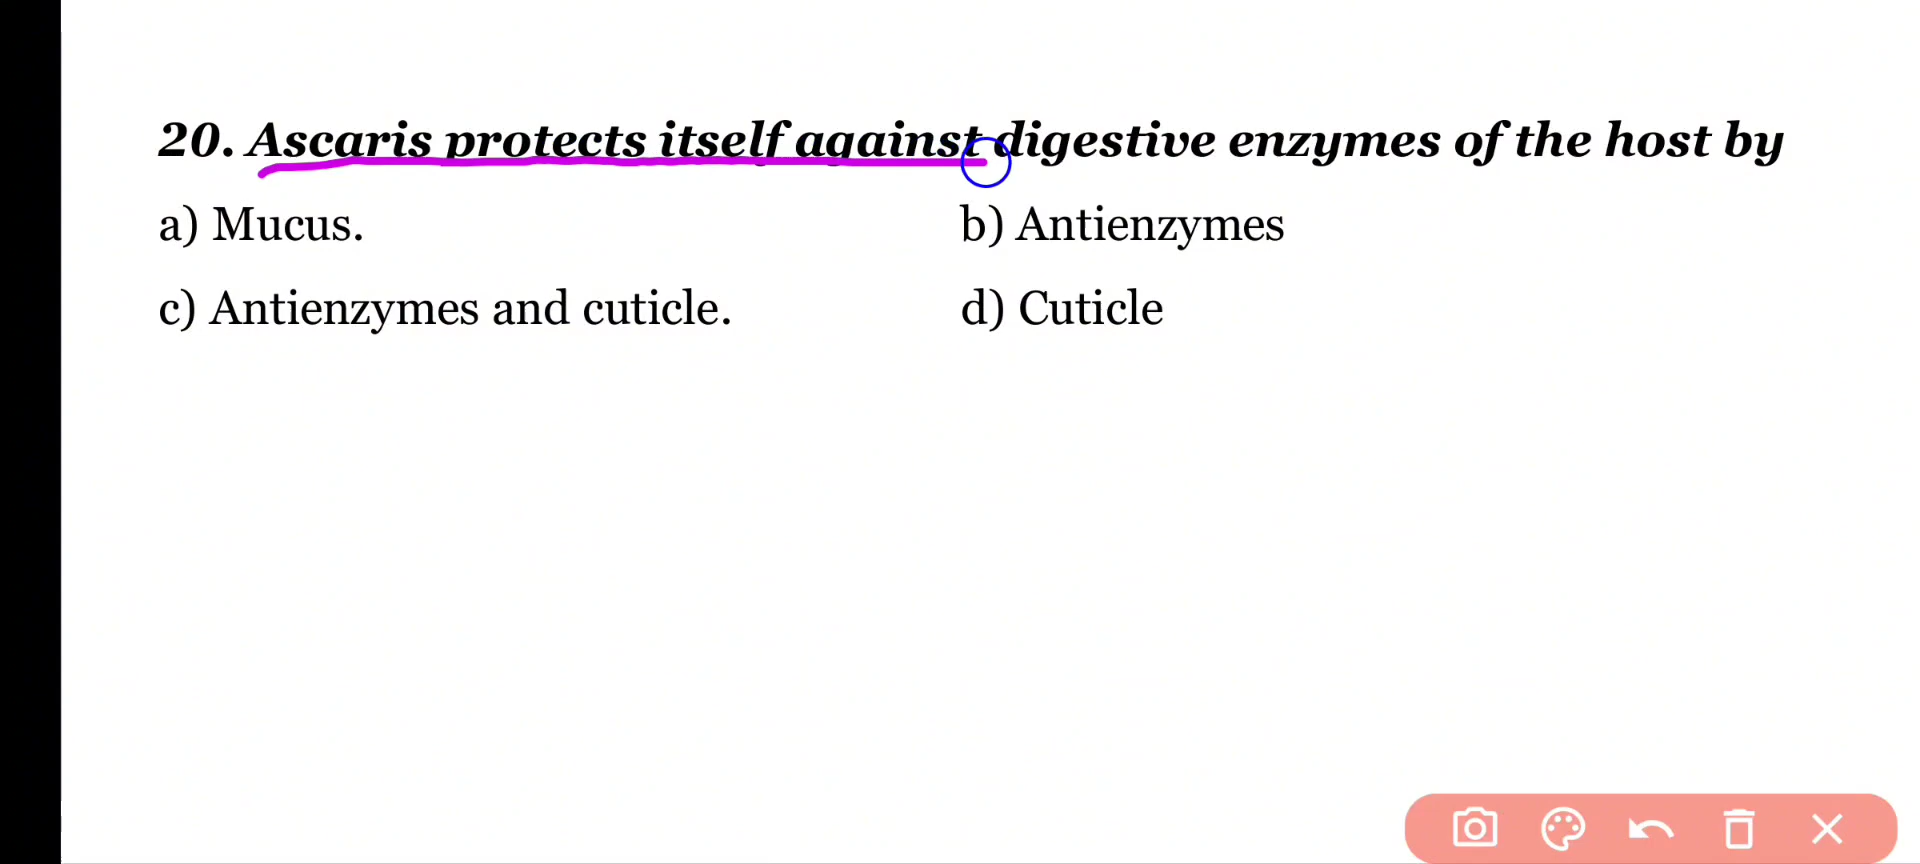 20. Ascaris protects itself against digestive enzymes of the host by
a) Mucus. b) Antienzymes
c) Antienzymes and cuticle. d) Cuticle